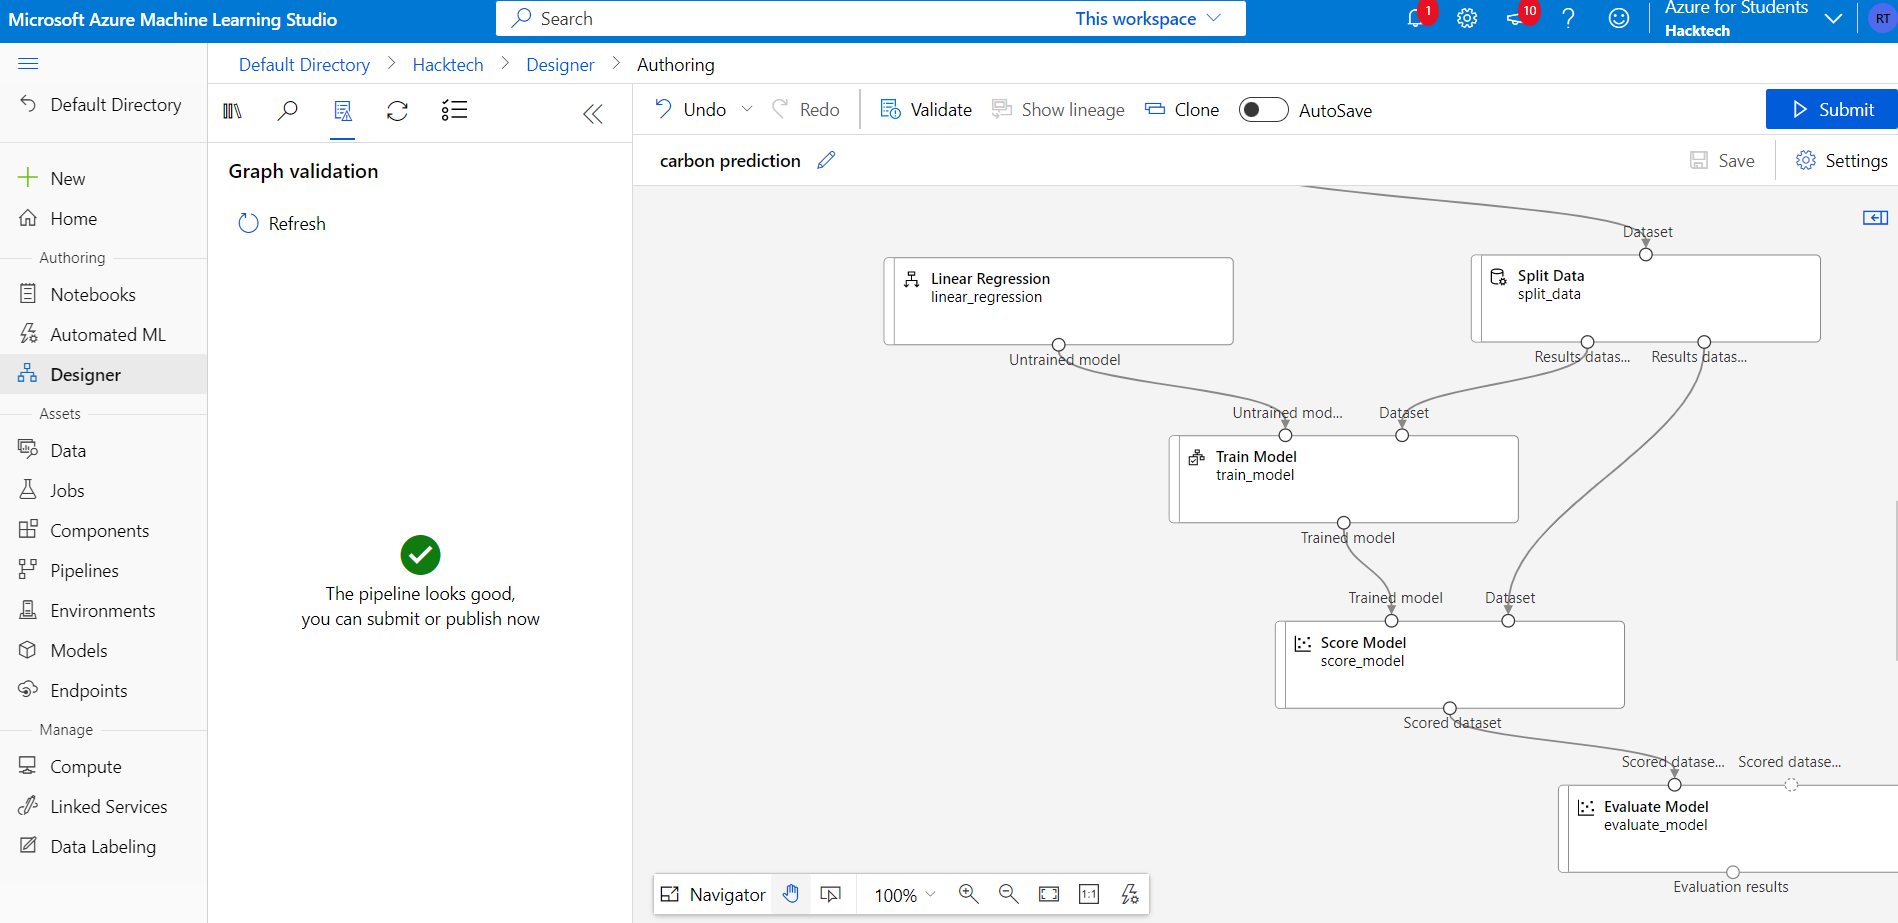 Microsoft Azure Machine Learning Studio
Search
This workspace
1
10
Azure for Students
Hacktech
RT
Default Directory
New
Home
Authoring
Notebooks
Automated ML
Designer
Assets
Data
Jobs
Components
Pipelines
Environments
Models
Endpoints
Manage
Compute
Linked Services
Data Labeling
Default Directory > Hacktech > Designer > Authoring
Graph validation
Refresh
The pipeline looks good,
you can submit or publish now
Undo
Redo
Validate
Show lineage
Clone
AutoSave
Submit
carbon prediction
Save
Settings
Dataset
Linear Regression
linear_regression
Untrained model
Split Data
split_data
Results datas...
Results datas...
Untrained mod...
Dataset
Train Model
train_model
Trained model
Trained model
Dataset
Score Model
score_model
Scored dataset
Scored datase...
Scored datase...
Evaluate Model
evaluate_model
Evaluation results
Navigator
100%
1:1